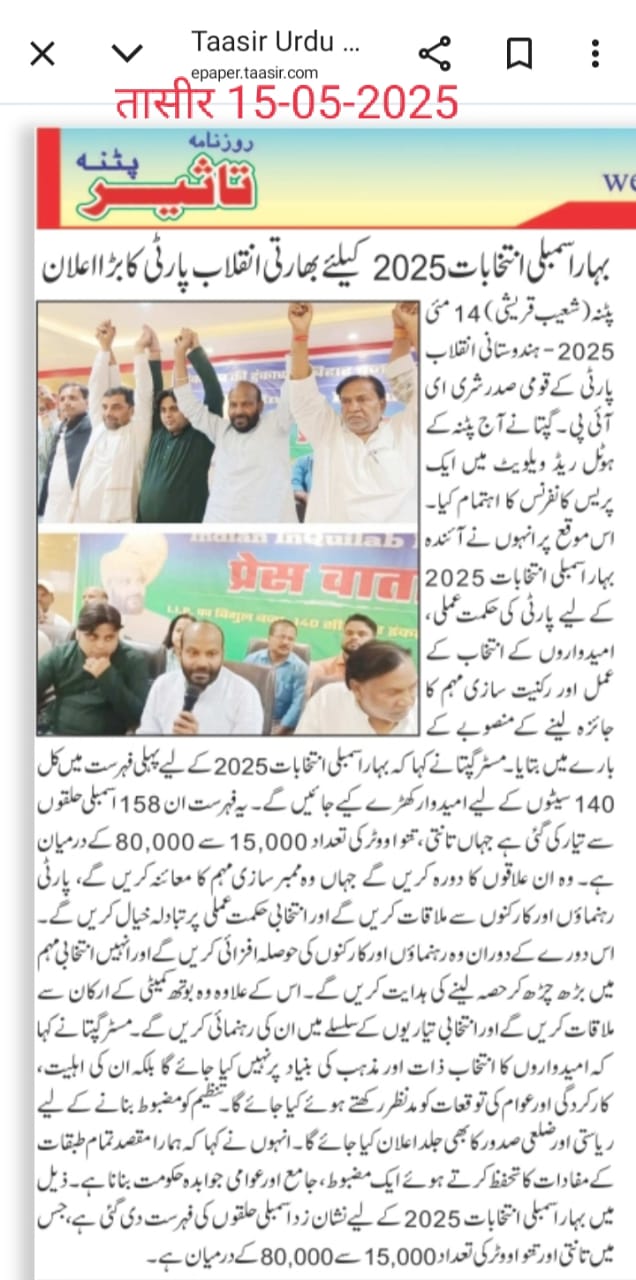 Taasir Urdu ...
epaper.taasir.com
तासीर 15-05-2025
روزنامہ
تاثیر
پٹنہ
we
بہار اسمبلی انتخابات 2025 کیلئے بھارتی انقلاب پارٹی کا بڑا اعلان
پٹنہ (شعیب قریشی) 14 مئی
2025 - ہندوستانی انقلاب
پارٹی کے قومی صدر شری ای
آئی پی۔ گپتا نے آج پٹنہ کے
ہوٹل ریڈ ویلویٹ میں ایک
پریس کانفرنس کا اہتمام کیا۔
اس موقع پر انہوں نے آئندہ
بہار اسمبلی انتخابات 2025
کے لیے پارٹی کی حکمت عملی،
امیدواروں کے انتخاب کے
عمل اور رکنیت سازی مہم کا
جائزہ لینے کے منصوبے کے
بارے میں بتایا۔ مسٹر گپتا نے کہا کہ بہار اسمبلی انتخابات 2025 کے لیے پہلی فہرست میں کل
140 سیٹوں کے لیے امیدوار کھڑے کیے جائیں گے۔ یہ فہرست ان 158 اسمبلی حلقوں
سے تیار کی گئی ہے جہاں تانتی، تتوا ووٹر کی تعداد 15,000 سے 80,000 کے درمیان
ہے۔ وہ ان علاقوں کا دورہ کریں گے جہاں وہ ممبر سازی مہم کا معائنہ کریں گے، پارٹی
رہنماؤں اور کارکنوں سے ملاقات کریں گے اور انتخابی حکمت عملی پر تبادلہ خیال کریں گے۔
اس دورے کے دوران وہ رہنماؤں اور کارکنوں کی حوصلہ افزائی کریں گے اور انہیں انتخابی مہم
میں بڑھ چڑھ کر حصہ لینے کی ہدایت کریں گے۔ اس کے علاوہ وہ بوتھ کمیٹی کے ارکان سے
ملاقات کریں گے اور انتخابی تیاریوں کے سلسلے میں ان کی رہنمائی کریں گے۔ مسٹر گپتا نے کہا
کہ امیدواروں کا انتخاب ذات اور مذہب کی بنیاد پر نہیں کیا جائے گا بلکہ ان کی اہلیت،
کارکردگی اور عوام کی توقعات کو مدنظر رکھتے ہوئے کیا جائے گا۔ تنظیم کو مضبوط بنانے کے لیے
ریاستی اور ضلعی صدور کا بھی جلد اعلان کیا جائے گا۔ انہوں نے کہا کہ ہمارا مقصد تمام طبقات
کے مفادات کا تحفظ کرتے ہوئے ایک مضبوط، جامع اور عوامی جوابدہ حکومت بنانا ہے۔ ذیل
میں بہار اسمبلی انتخابات 2025 کے لیے نشان زد اسمبلی حلقوں کی فہرست دی گئی ہے، جس
میں تانتی اور تتوا ووٹر کی تعداد 15,000 سے 80,000 کے درمیان ہے۔
की हुंकार
Indian Inquilab
प्रेस वार्ता
I.I.P. का बिगुल बजा 140 सी